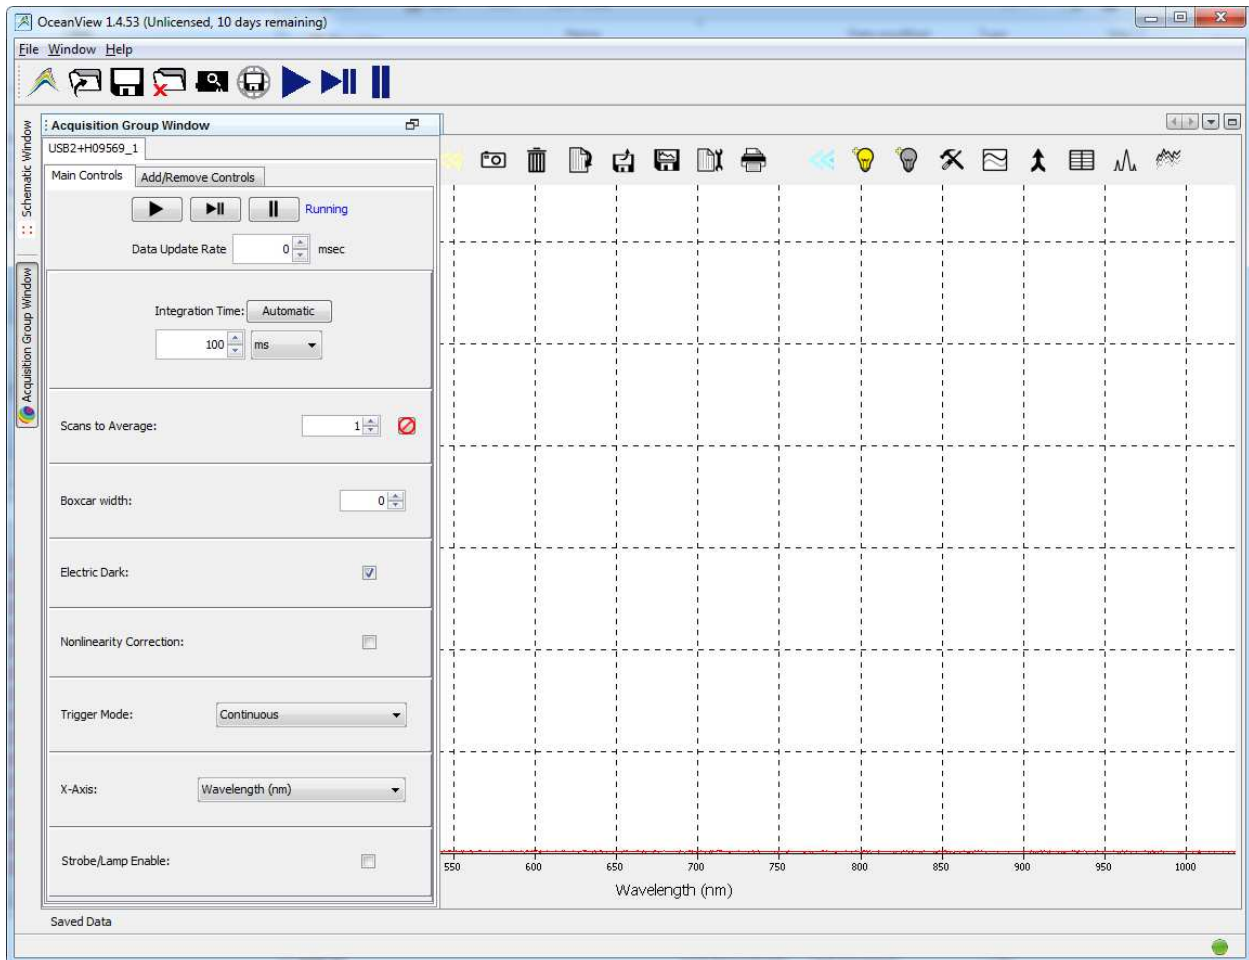 OceanView 1.4.53 (Unlicensed, 10 days remaining)
File Window Help
Schematic Window
Acquisition Group Window
Acquisition Group Window
USB2+H09569_1
Main Controls Add/Remove Controls
Running
Data Update Rate 0 msec
Integration Time: Automatic
100 ms
Scans to Average: 1
Boxcar width: 0
Electric Dark:
Nonlinearity Correction:
Trigger Mode: Continuous
X-Axis: Wavelength (nm)
Strobe/Lamp Enable:
550 600 650 700 750 800 850 900 950 1000
Wavelength (nm)
Saved Data